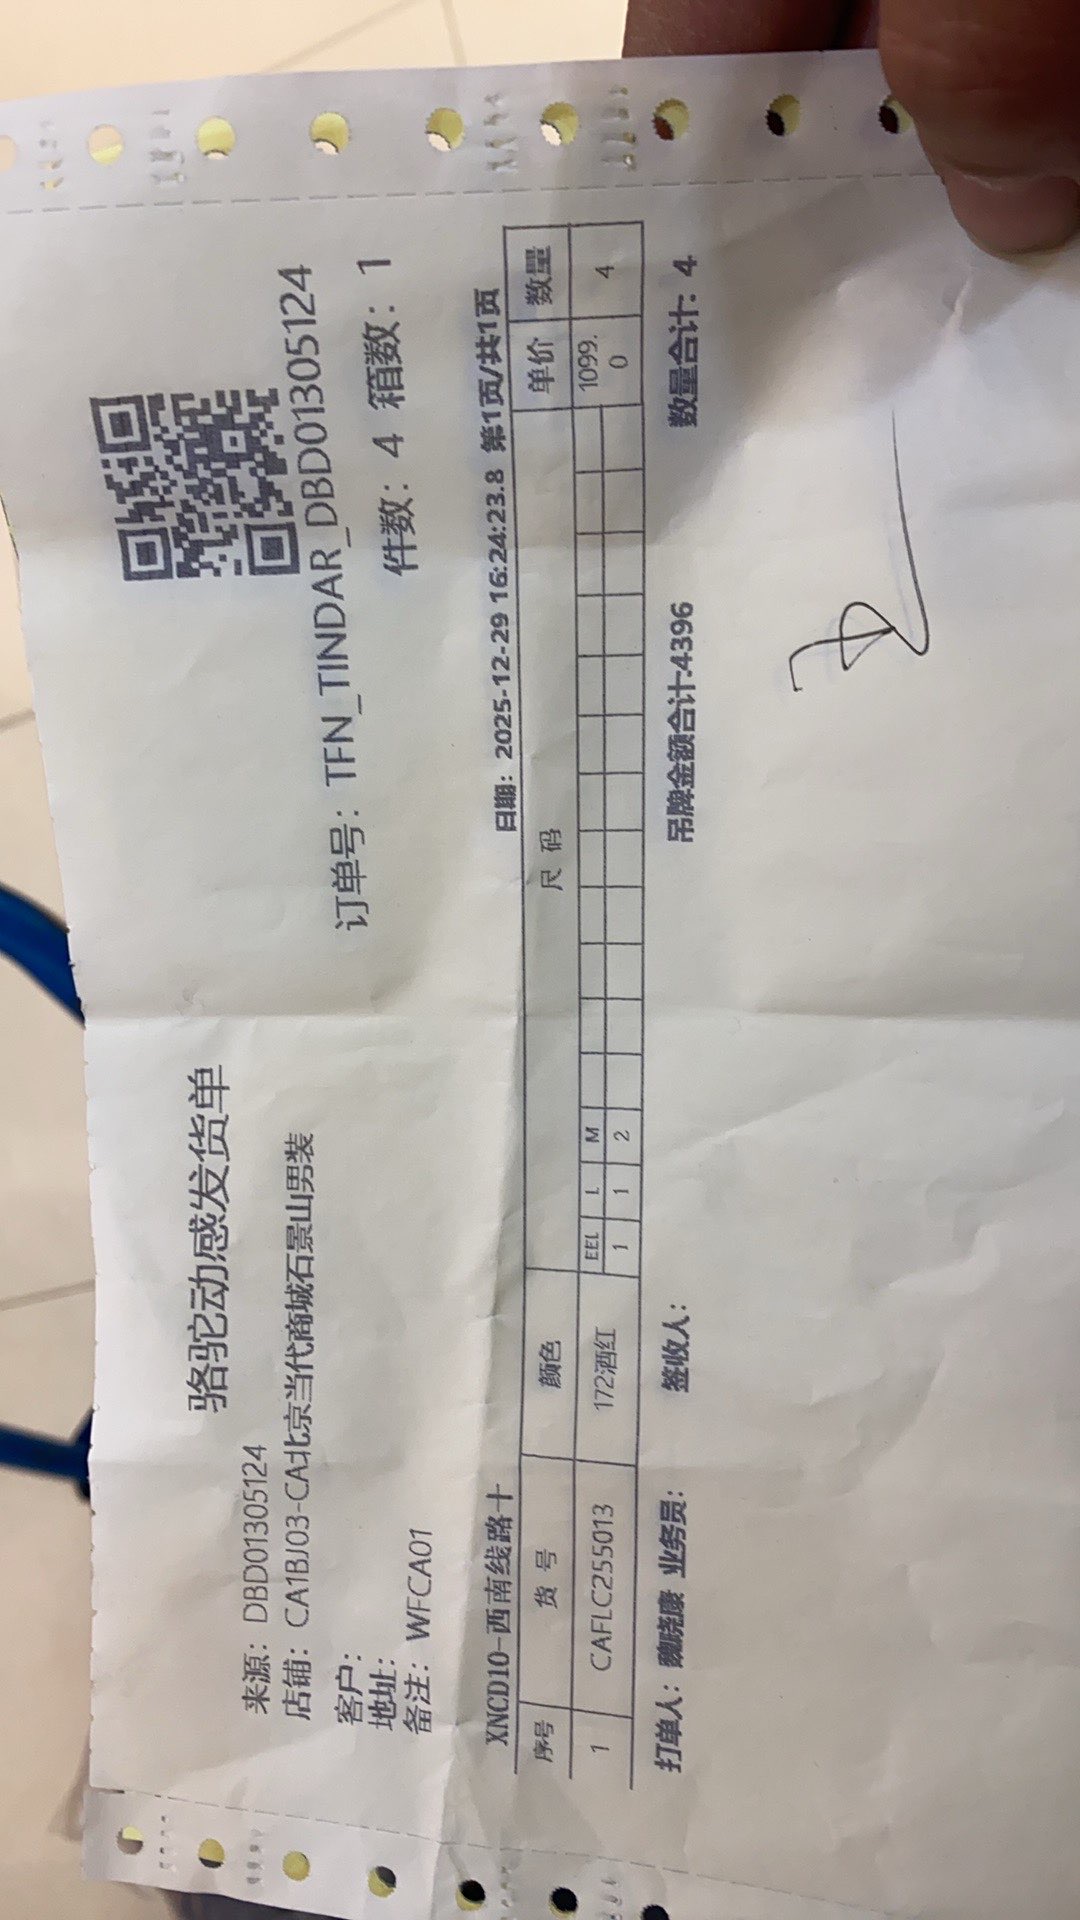 骆驼动感发货单
来源：DBD01305124
店铺：CA1BJ03-CA北京当代商城石景山男装
订单号：TFN_TINDAR_DBD01305124
客户：
地址：
件数：4 箱数：1
备注：WFCA01
XNCD10-西南线路十
日期：2025-12-29 16:24:23.8 第1页/共1页
序号 货 号 颜色 尺 码 单价 数量
EEL L M
1 CAFLC255013 172酒红 1 1 2 1099.0 4
打单人：魏晓康 业务员： 签收人： 吊牌金额合计:4396 数量合计：4